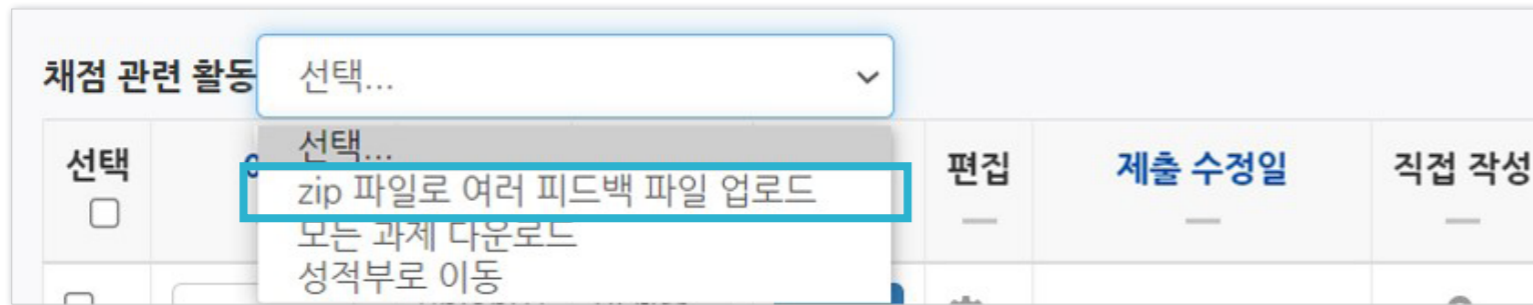 채점 관련 활동 선택...
선택...
zip 파일로 여러 피드백 파일 업로드
모든 과제 다운로드
성적부로 이동
선택 편집 제출 수정일 직접 작성